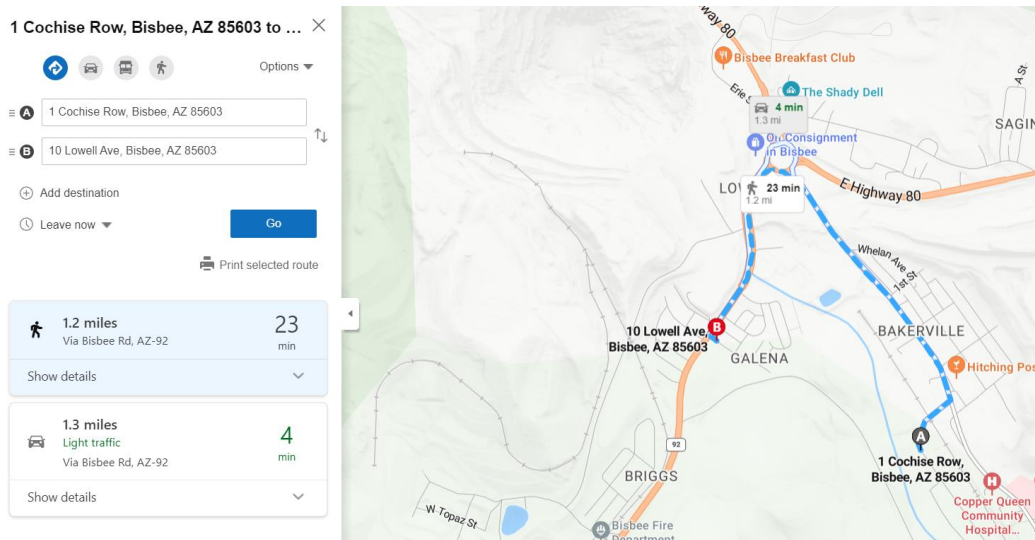 1 Cochise Row, Bisbee, AZ 85603 to ...
Options
A
1 Cochise Row, Bisbee, AZ 85603
B
10 Lowell Ave, Bisbee, AZ 85603
Add destination
Leave now
Go
Print selected route
1.2 miles
23
Via Bisbee Rd, AZ-92
min
Show details
1.3 miles
4
Light traffic
min
Via Bisbee Rd, AZ-92
Show details
Highway 80
Bisbee Breakfast Club
A St
Erie
The Shady Dell
4 min
1.3 mi
SAGIN
On Consignment
in Bisbee
LOW
23 min
1.2 mi
E Highway 80
Whelan Ave
1st St
10 Lowell Ave,
Bisbee, AZ 85603
B
BAKERVILLE
GALENA
Hitching Pos
A
92
1 Cochise Row,
Bisbee, AZ 85603
BRIGGS
H
Copper Queen
Community
Hospital...
W Topaz St
Bisbee Fire
Department